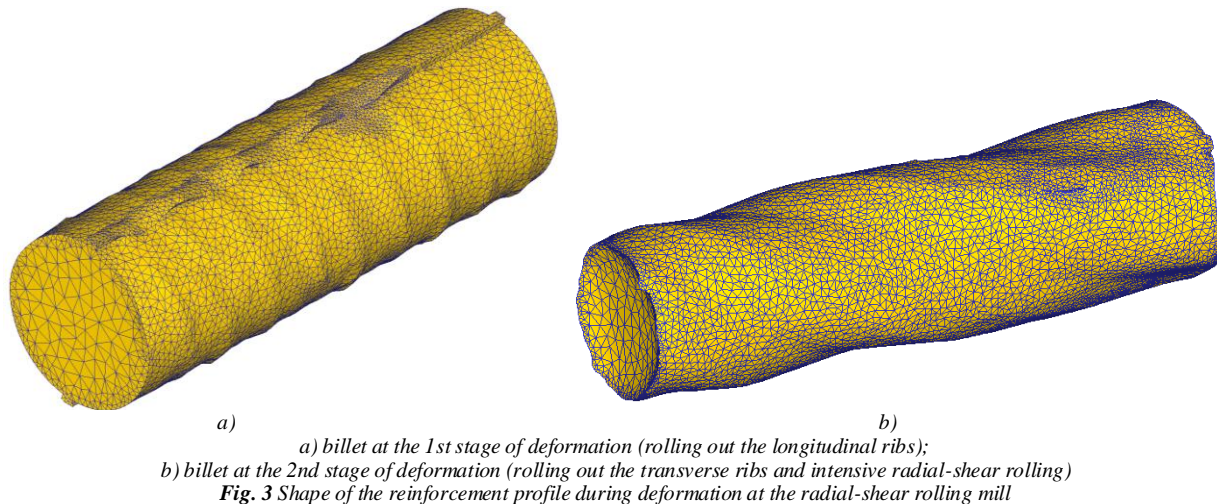 a)
b)
a) billet at the 1st stage of deformation (rolling out the longitudinal ribs);
b) billet at the 2nd stage of deformation (rolling out the transverse ribs and intensive radial-shear rolling)
Fig. 3 Shape of the reinforcement profile during deformation at the radial-shear rolling mill